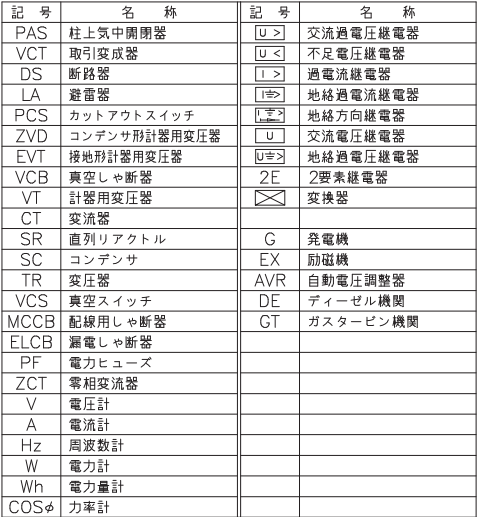 記号 名称 記号 名称
PAS 柱上気中開閉器 U > 交流過電圧継電器
VCT 取引変成器 U < 不足電圧継電器
DS 断路器 I > 過電流継電器
LA 避雷器 I ≑> 地絡過電流継電器
PCS カットアウトスイッチ I ≑> 地絡方向継電器
ZVD コンデンサ形計器用変圧器 U 交流電圧継電器
EVT 接地形計器用変圧器 U≑> 地絡過電圧継電器
VCB 真空しゃ断器 2E 2要素継電器
VT 計器用変圧器 変換器
CT 変流器
SR 直列リアクトル G 発電機
SC コンデンサ EX 励磁機
TR 変圧器 AVR 自動電圧調整器
VCS 真空スイッチ DE ディーゼル機関
MCCB 配線用しゃ断器 GT ガスタービン機関
ELCB 漏電しゃ断器
PF 電力ヒューズ
ZCT 零相変流器
V 電圧計
A 電流計
Hz 周波数計
W 電力計
Wh 電力量計
COSφ 力率計